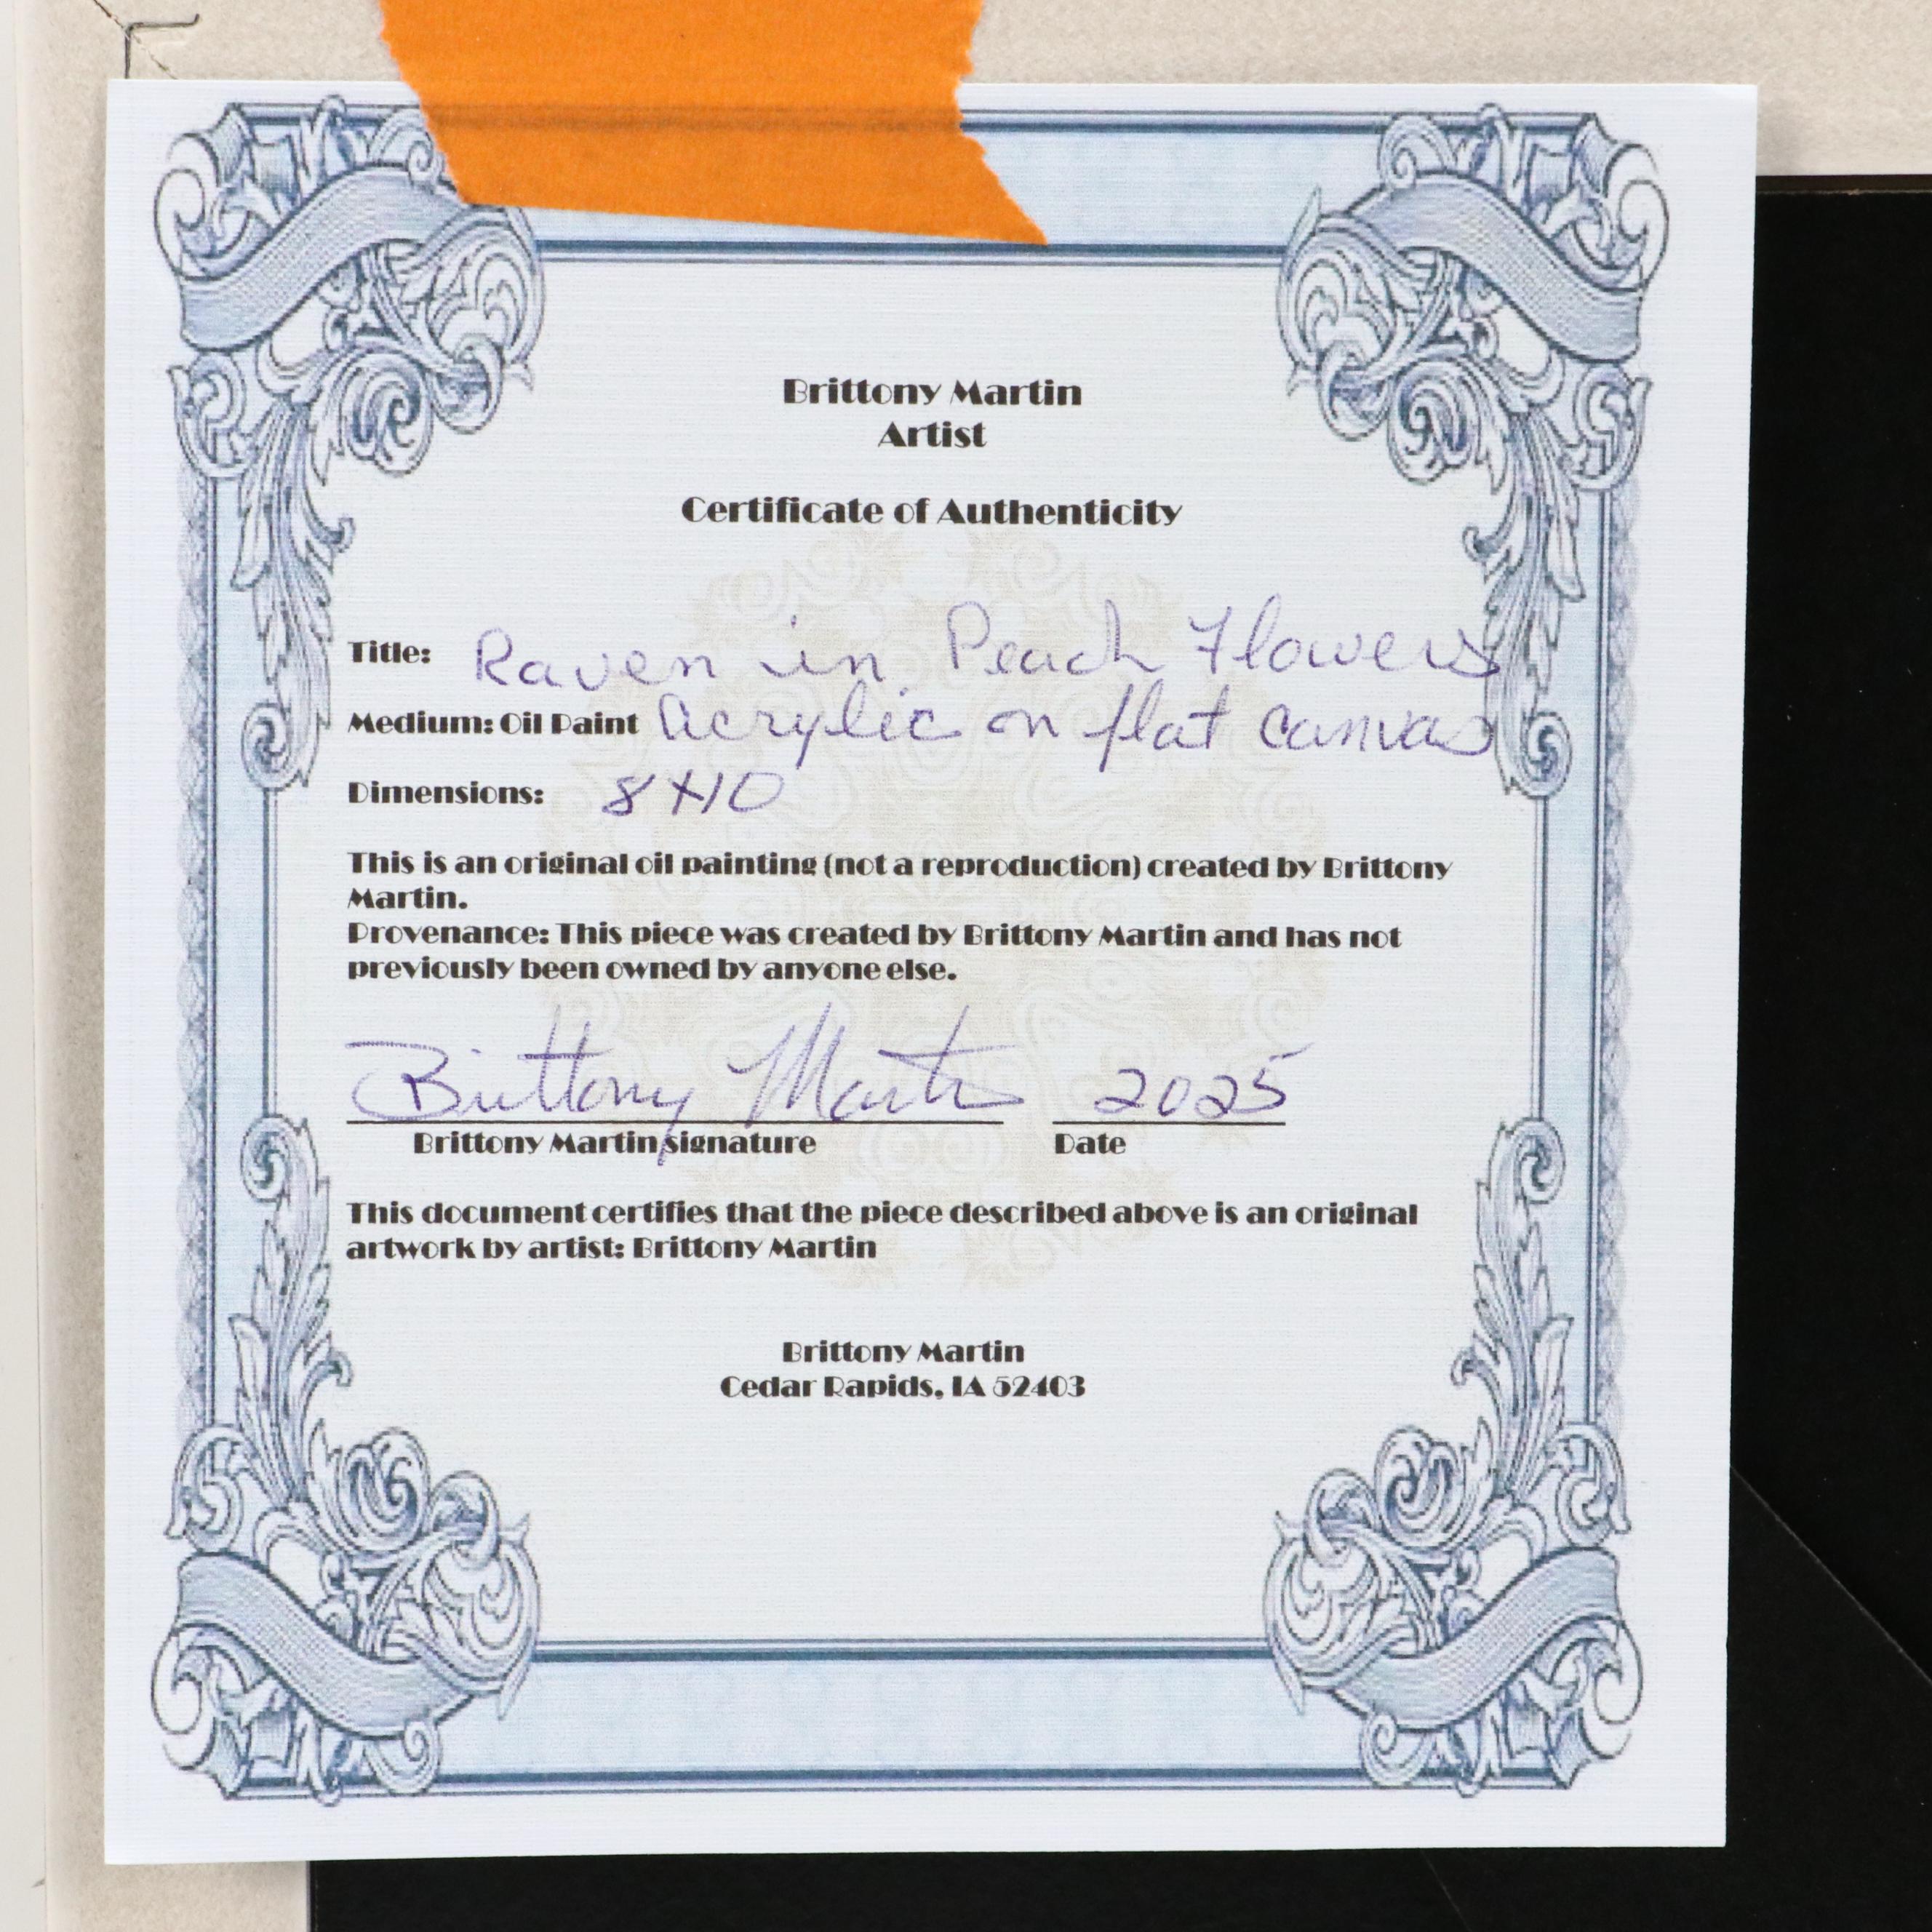 Brittony Martin
Artist
Certificate of Authenticity
Title: Raven in Peach Flowers
Medium: Oil Paint Acrylic on flat canvas
Dimensions: 8x10
This is an original oil painting (not a reproduction) created by Brittony
Martin.
Provenance: This piece was created by Brittony Martin and has not
previously been owned by anyone else.
Brittony Martin 2025
Brittony Martin signature Date
This document certifies that the piece described above is an original
artwork by artist: Brittony Martin
Brittony Martin
Cedar Rapids, IA 52403